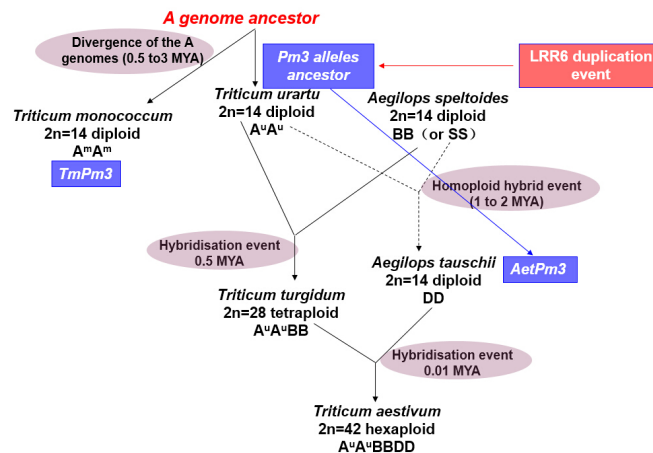 A genome ancestor
Divergence of the A
genomes (0.5 to3 MYA)
Pm3 alleles
ancestor
LRR6 duplication
event
Triticum urartu
2n=14 diploid
AᵘAᵘ
Aegilops speltoides
2n=14 diploid
BB（or SS）
Triticum monococcum
2n=14 diploid
AᵐAᵐ
TmPm3
Homoploid hybrid event
(1 to 2 MYA)
Hybridisation event
0.5 MYA
Aegilops tauschii
2n=14 diploid
DD
AetPm3
Triticum turgidum
2n=28 tetraploid
AᵘAᵘBB
Hybridisation event
0.01 MYA
Triticum aestivum
2n=42 hexaploid
AᵘAᵘBBDD